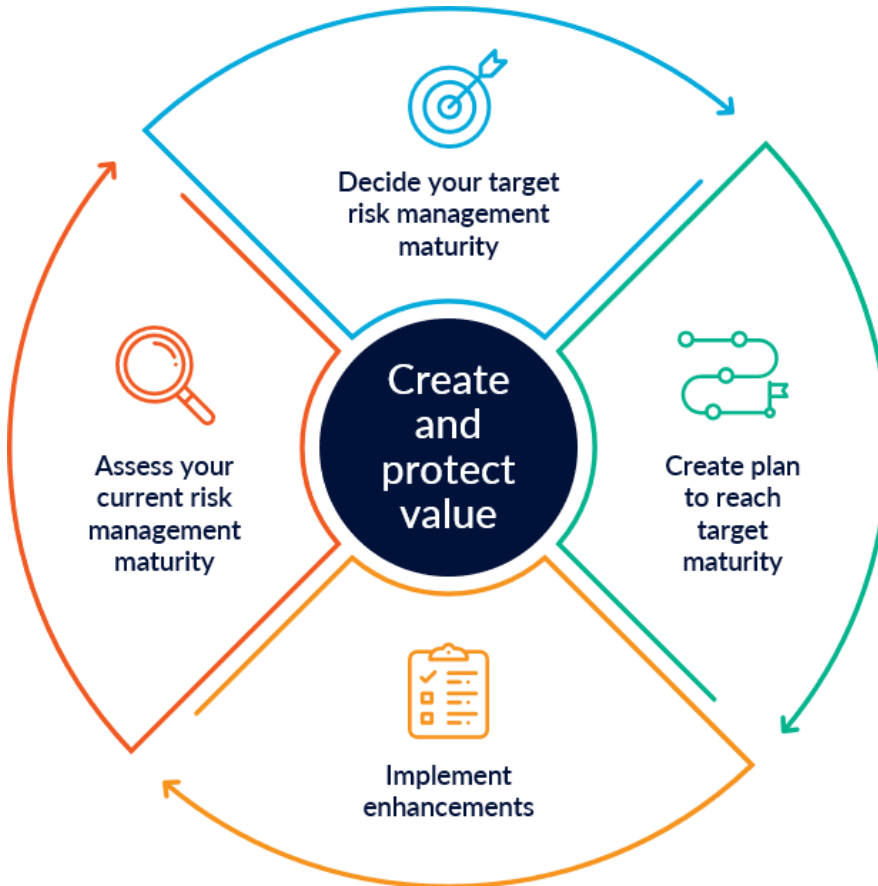 Decide your target
risk management
maturity
Create plan
to reach
target
maturity
Implement
enhancements
Assess your
current risk
management
maturity
Create
and
protect
value